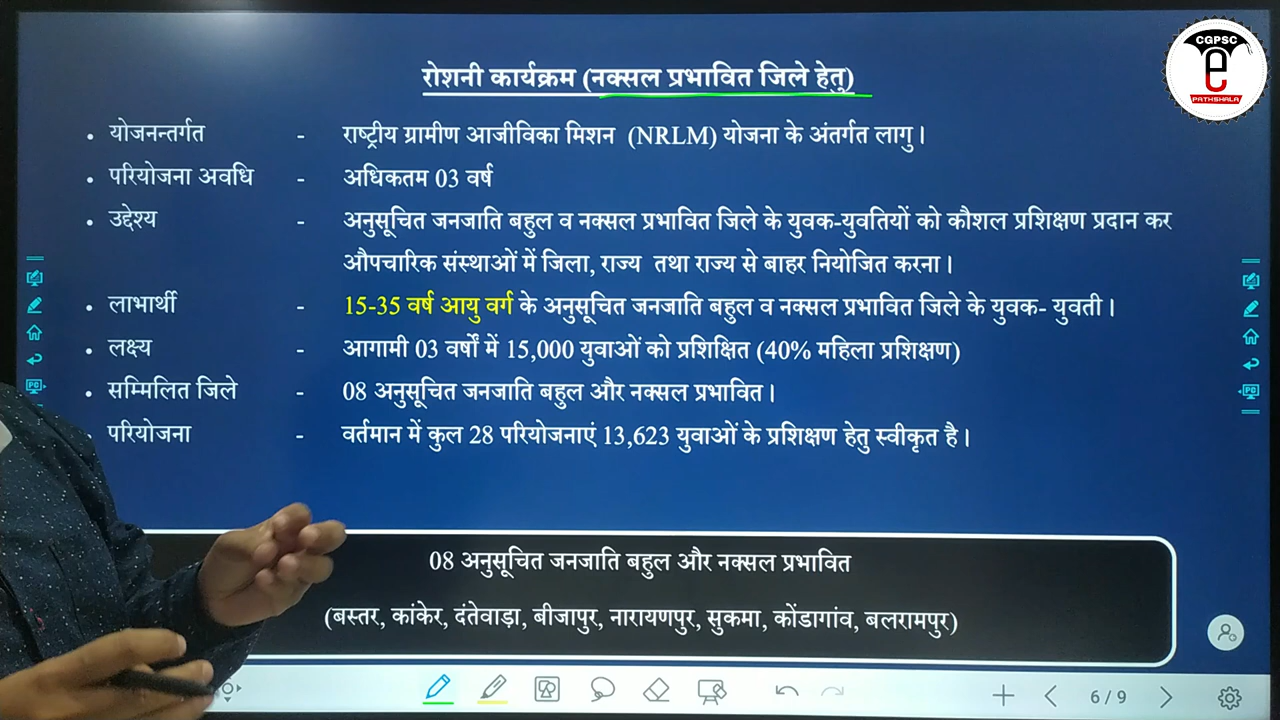 CGPSC
e
PATHSHALA
रोशनी कार्यक्रम (नक्सल प्रभावित जिले हेतु)
• योजनन्तर्गत - राष्ट्रीय ग्रामीण आजीविका मिशन (NRLM) योजना के अंतर्गत लागु।
• परियोजना अवधि - अधिकतम 03 वर्ष
• उद्देश्य - अनुसूचित जनजाति बहुल व नक्सल प्रभावित जिले के युवक-युवतियों को कौशल प्रशिक्षण प्रदान कर
औपचारिक संस्थाओं में जिला, राज्य तथा राज्य से बाहर नियोजित करना।
• लाभार्थी - 15-35 वर्ष आयु वर्ग के अनुसूचित जनजाति बहुल व नक्सल प्रभावित जिले के युवक- युवती।
• लक्ष्य - आगामी 03 वर्षों में 15,000 युवाओं को प्रशिक्षित (40% महिला प्रशिक्षण)
• सम्मिलित जिले - 08 अनुसूचित जनजाति बहुल और नक्सल प्रभावित।
• परियोजना - वर्तमान में कुल 28 परियोजनाएं 13,623 युवाओं के प्रशिक्षण हेतु स्वीकृत है।
08 अनुसूचित जनजाति बहुल और नक्सल प्रभावित
(बस्तर, कांकेर, दंतेवाड़ा, बीजापुर, नारायणपुर, सुकमा, कोंडागांव, बलरामपुर)
PC
PC
6/9